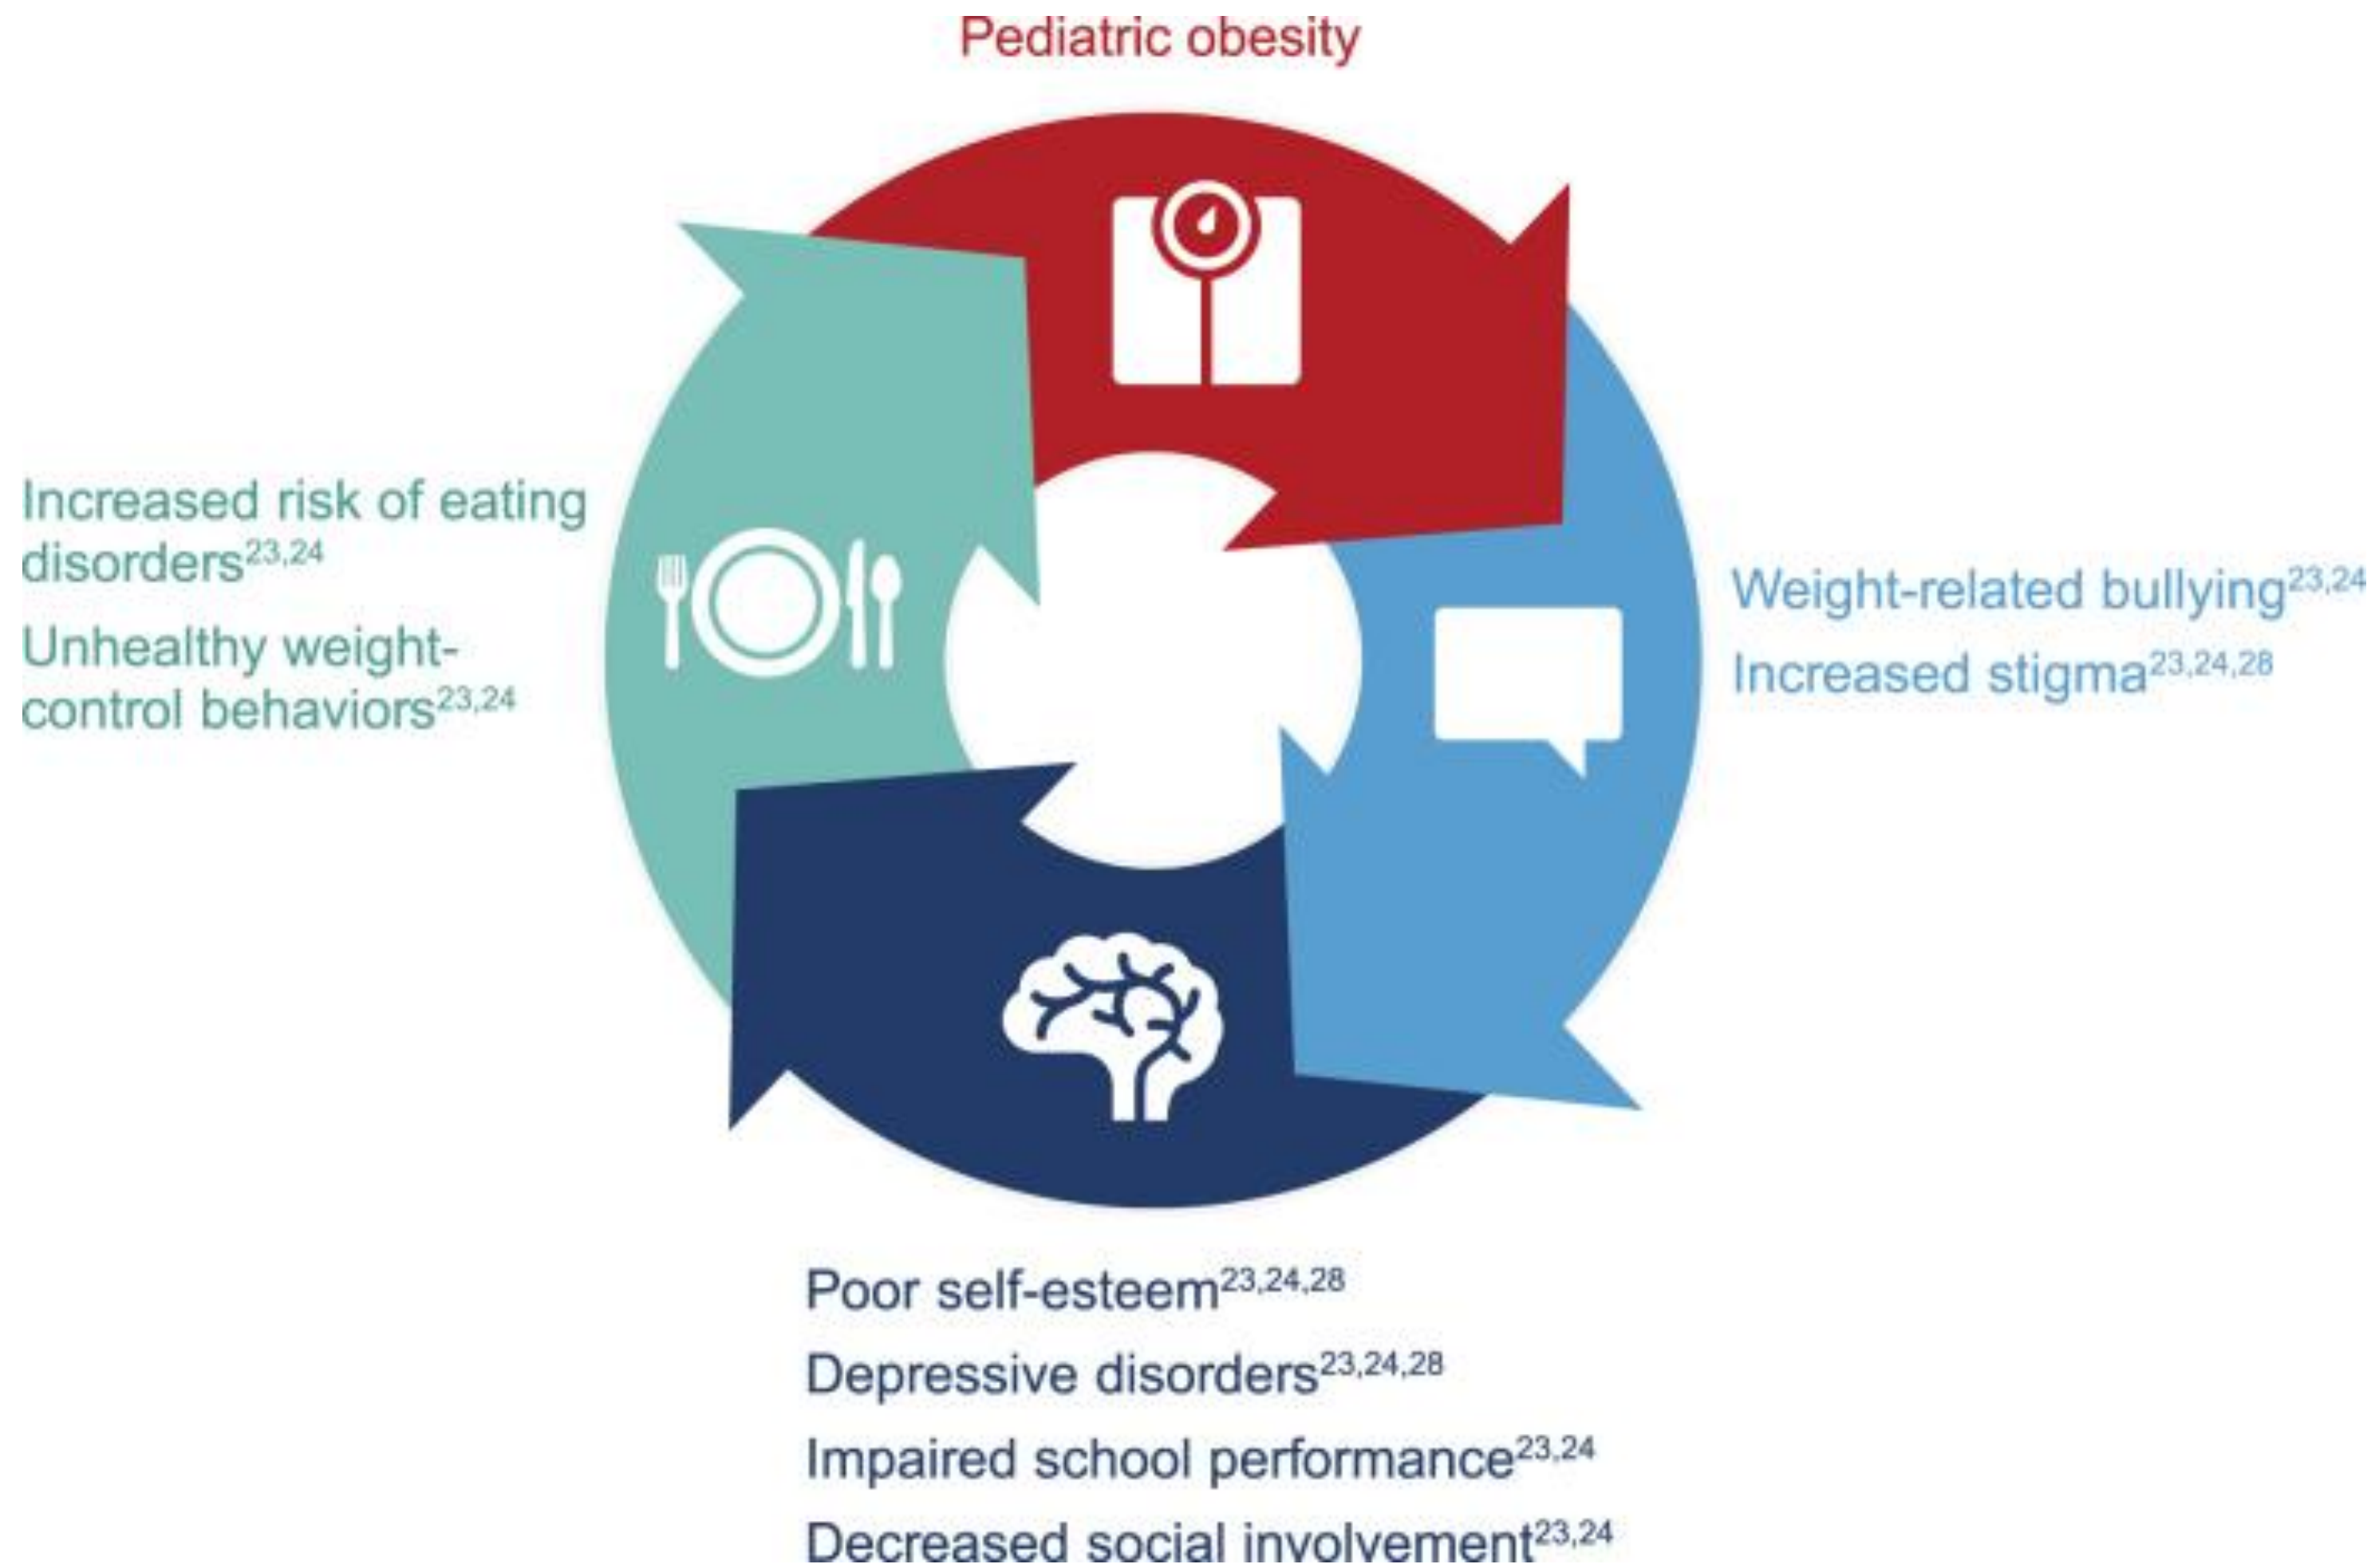 Pediatric obesity
Increased risk of eating
disorders23,24
Unhealthy weight-
control behaviors23,24
Weight-related bullying23,24
Increased stigma23,24,28
Poor self-esteem23,24,28
Depressive disorders23,24,28
Impaired school performance23,24
Decreased social involvement23,24